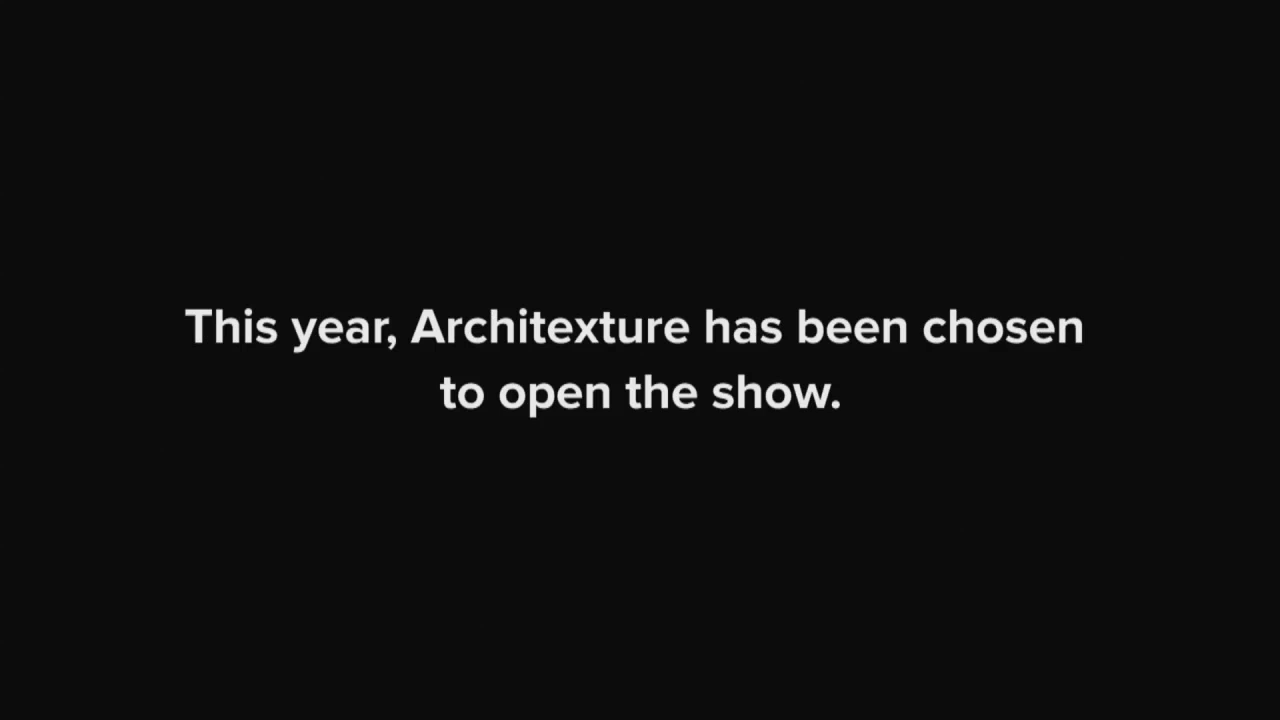 This year, Architexture has been chosen
to open the show.